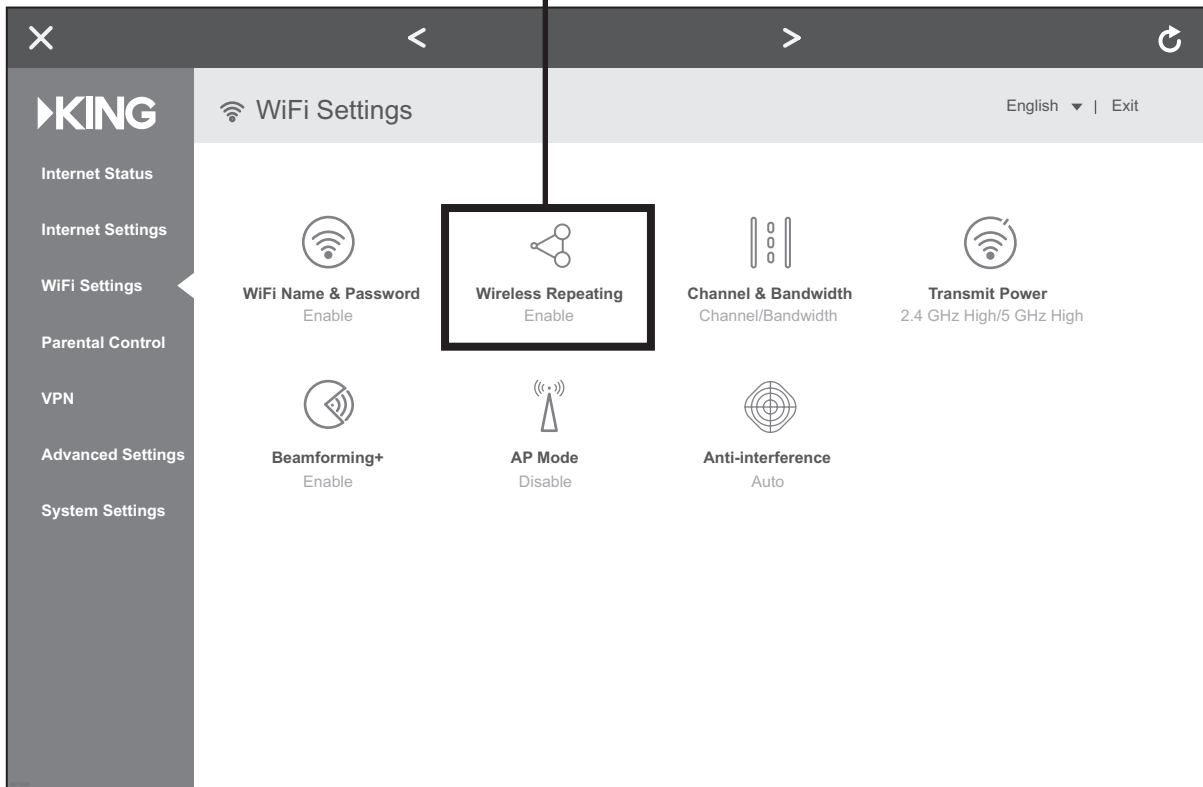 KING
WiFi Settings
English | Exit
Internet Status
Internet Settings
WiFi Settings
Parental Control
VPN
Advanced Settings
System Settings
WiFi Name & Password
Enable
Wireless Repeating
Enable
Channel & Bandwidth
Channel/Bandwidth
Transmit Power
2.4 GHz High/5 GHz High
Beamforming+
Enable
AP Mode
Disable
Anti-interference
Auto